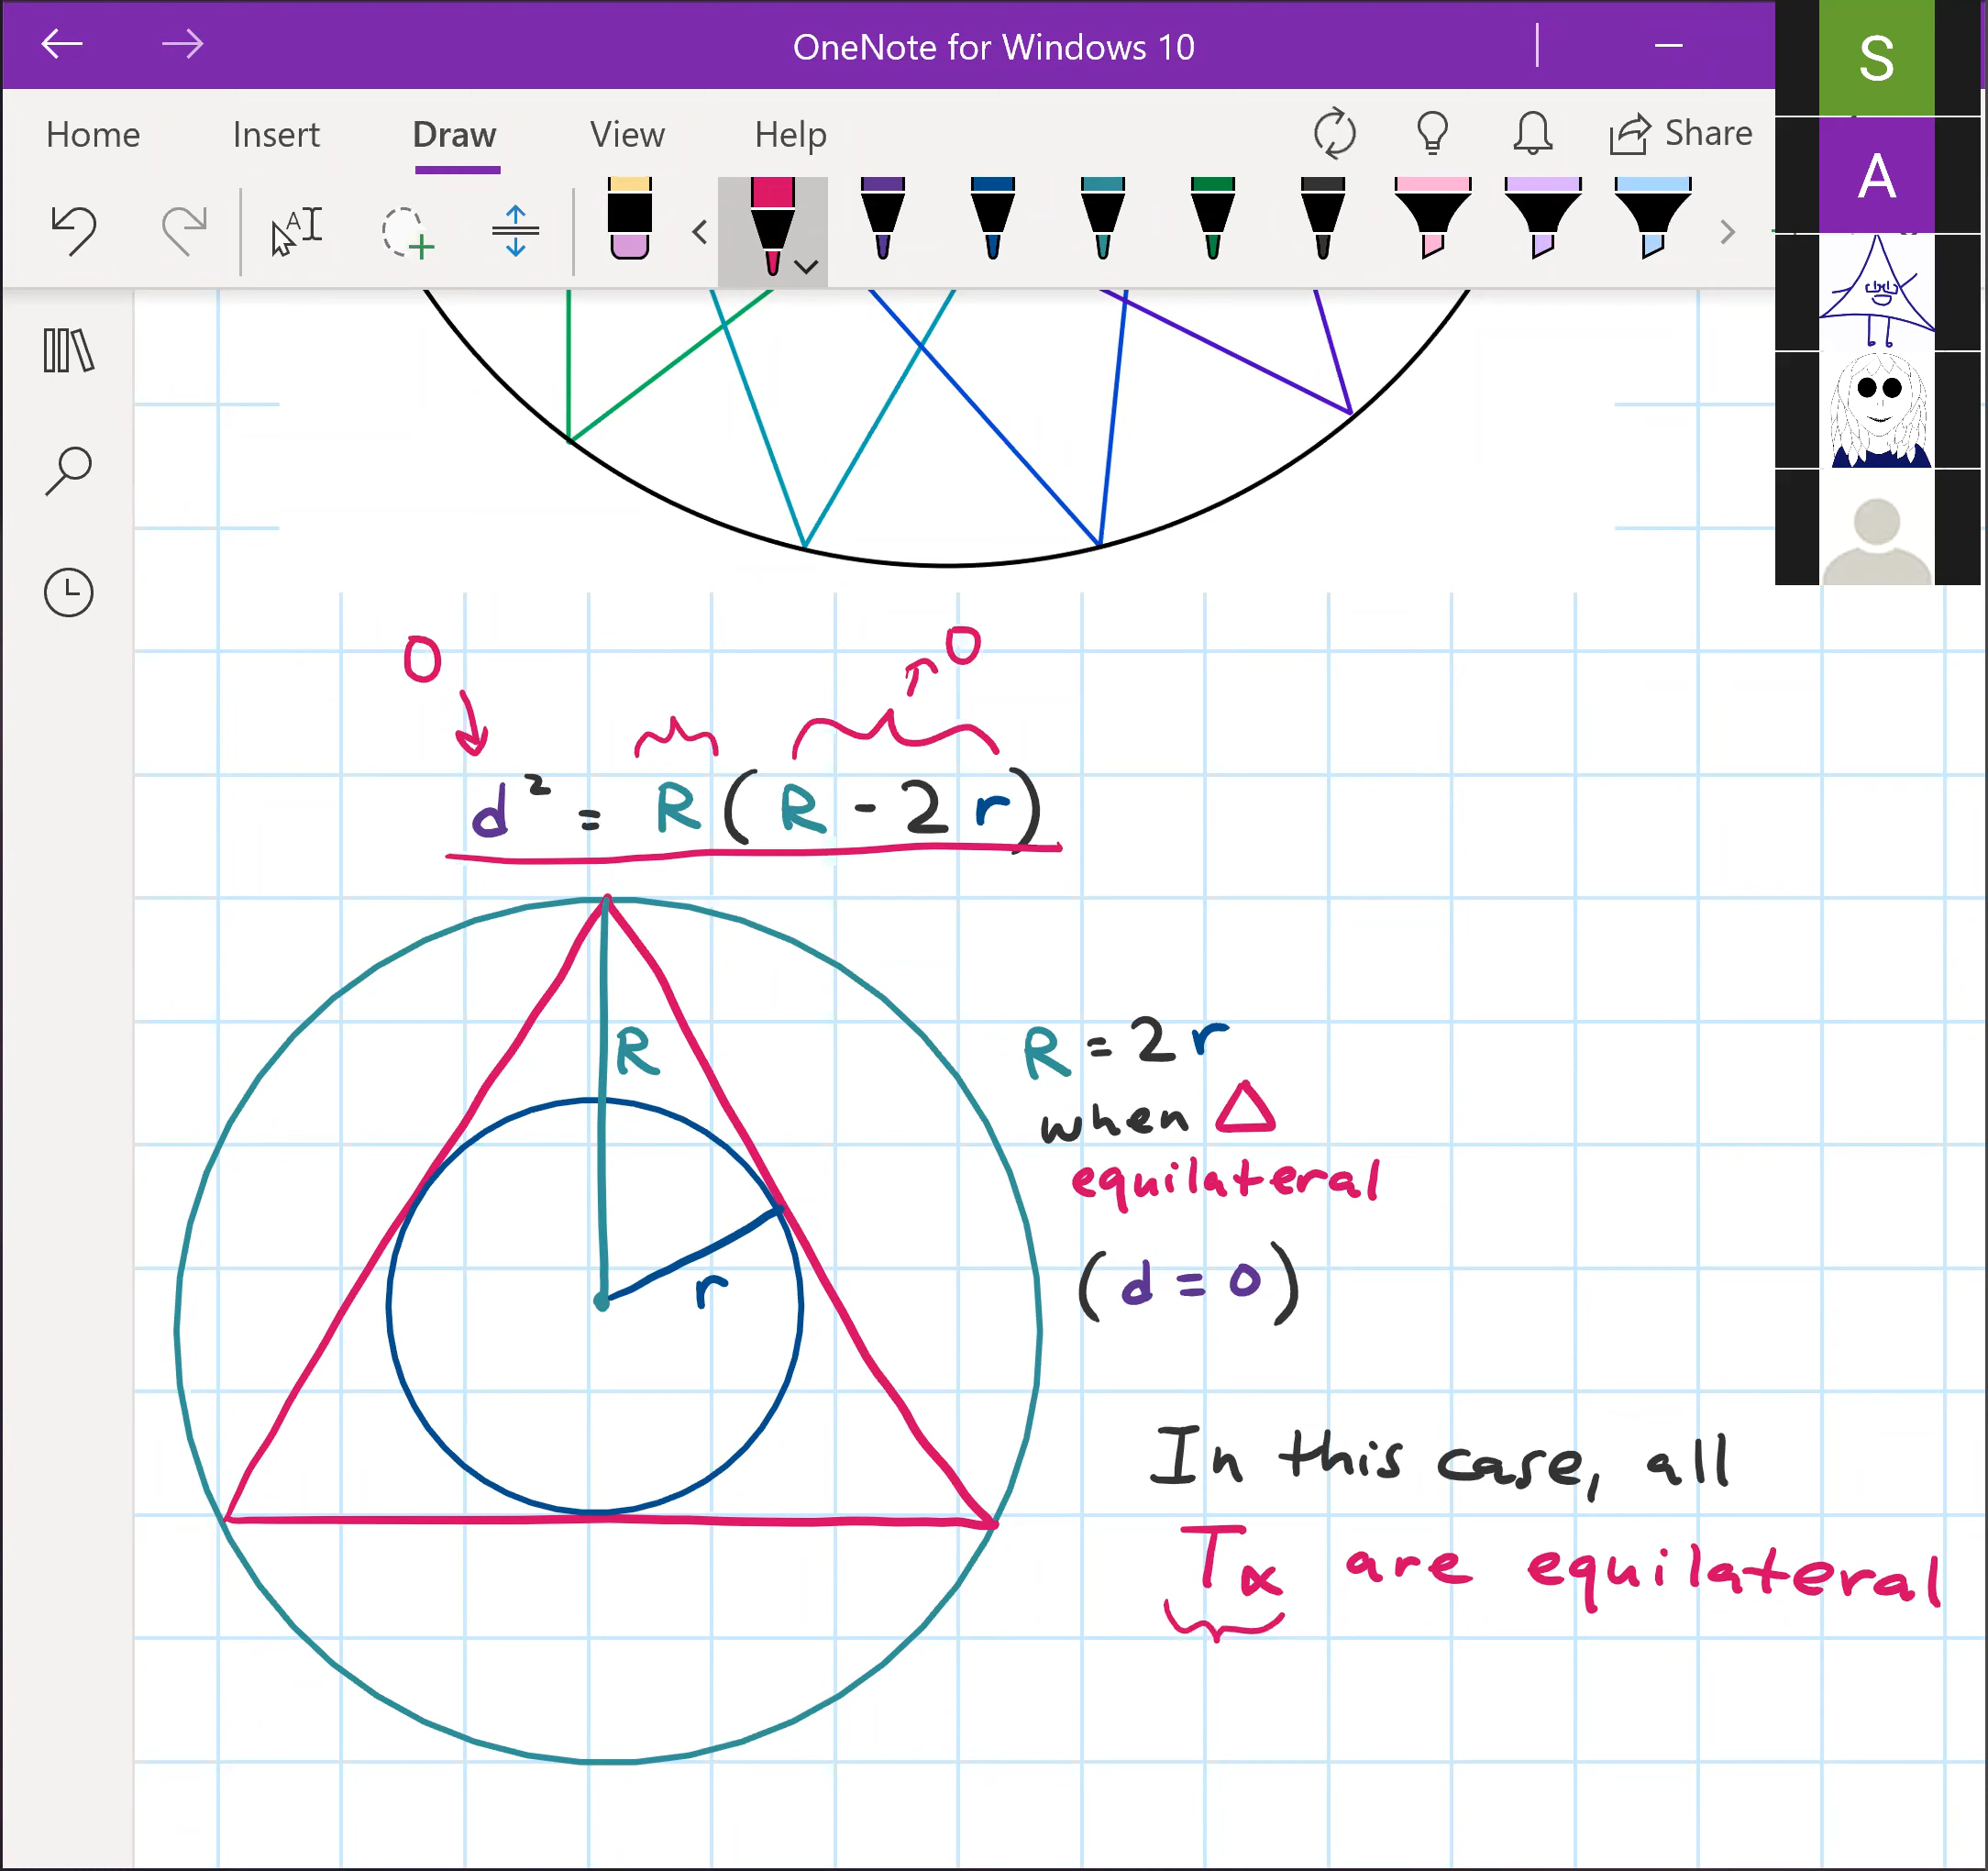 OneNote for Windows 10
S
Home Insert Draw View Help Share
A
0 0
d² = R(R - 2r)
R
R = 2r
when △
equilateral
r
(d = 0)
In this case, all
Tα are equilateral